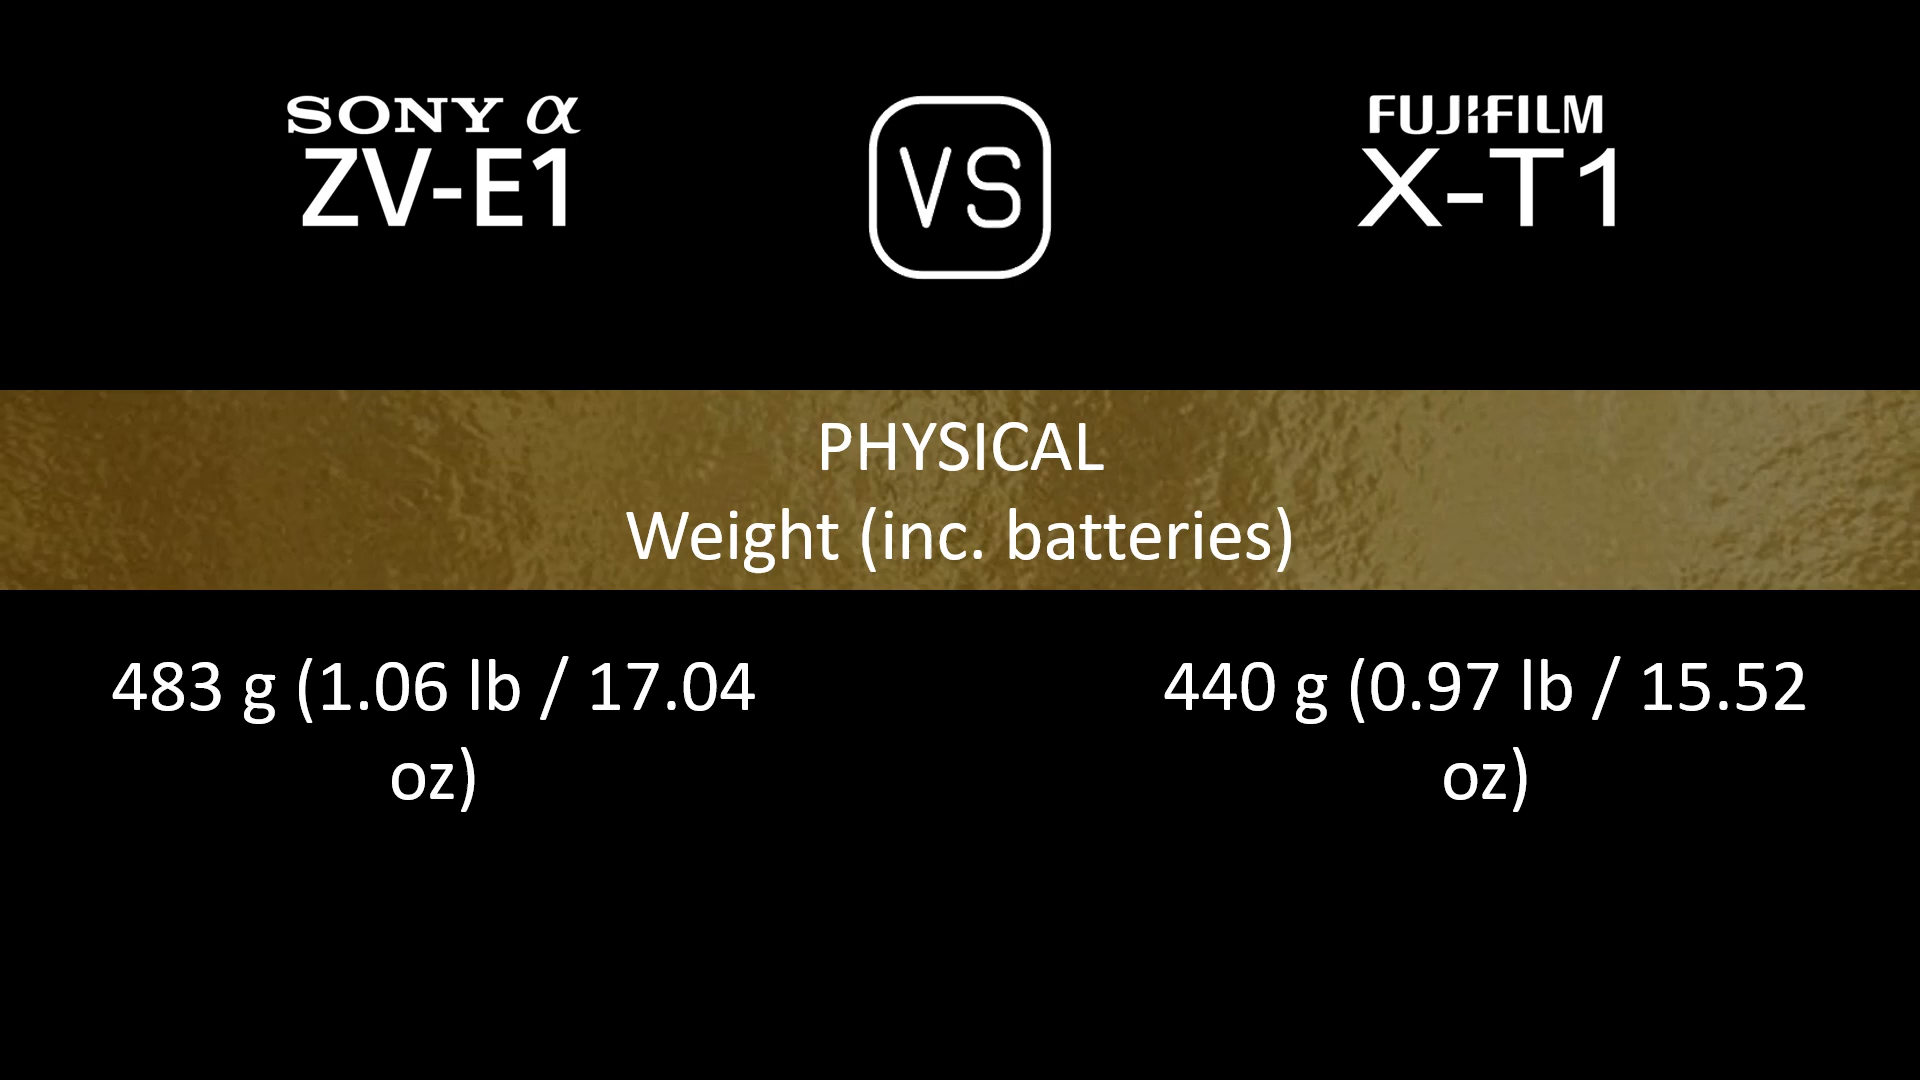 SONY α
ZV-E1
VS
FUJIFILM
X-T1
PHYSICAL
Weight (inc. batteries)
483 g (1.06 lb / 17.04
oz)
440 g (0.97 lb / 15.52
oz)